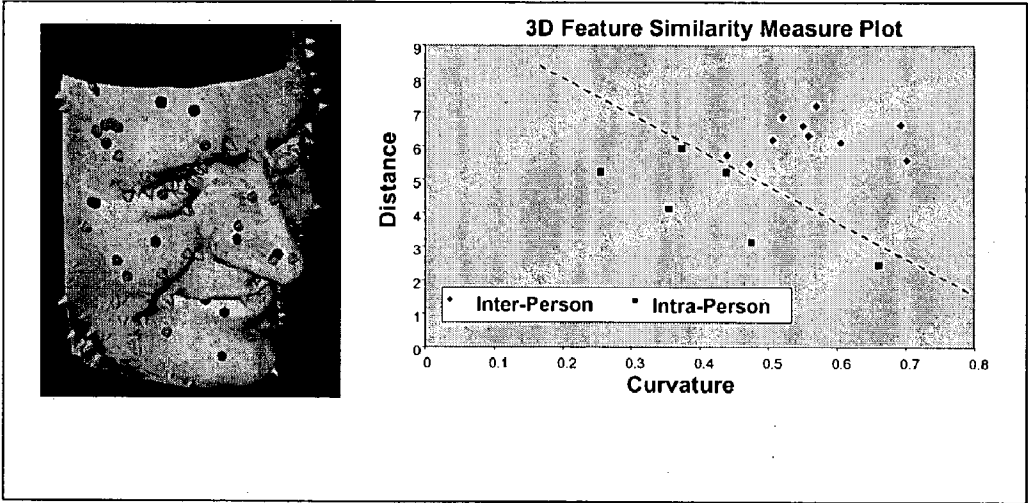 3D Feature Similarity Measure Plot
9
8
7
6
5
4
3
2
1
0
Distance
Inter-Person Intra-Person
0 0.1 0.2 0.3 0.4 0.5 0.6 0.7 0.8
Curvature